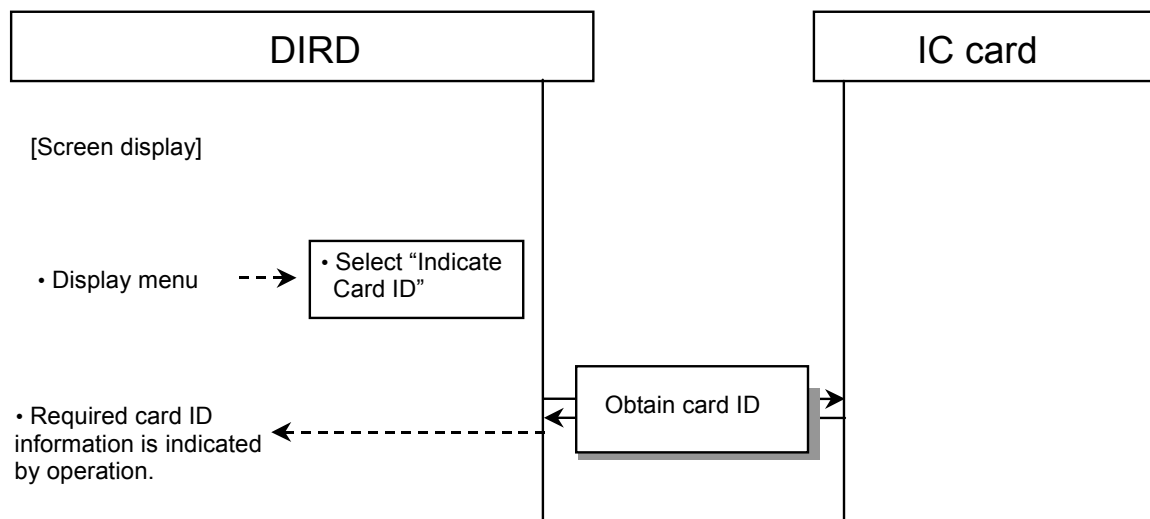 DIRD
IC card
[Screen display]
• Display menu
• Select “Indicate
Card ID”
Obtain card ID
• Required card ID
information is indicated
by operation.